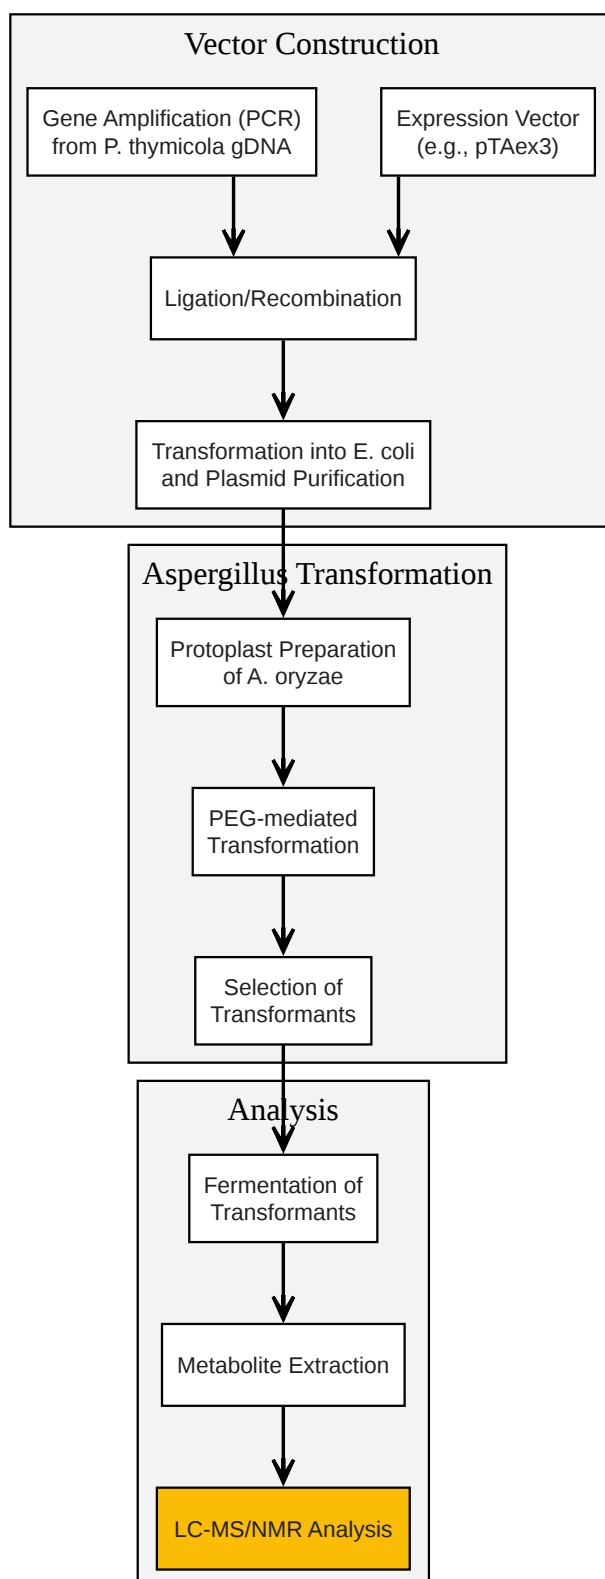 Vector Construction
Gene Amplification (PCR)
from P. thymicola gDNA
Expression Vector
(e.g., pTAex3)
Ligation/Recombination
Transformation into E. coli
and Plasmid Purification
Aspergillus Transformation
Protoplast Preparation
of A. oryzae
PEG-mediated
Transformation
Selection of
Transformants
Analysis
Fermentation of
Transformants
Metabolite Extraction
LC-MS/NMR Analysis